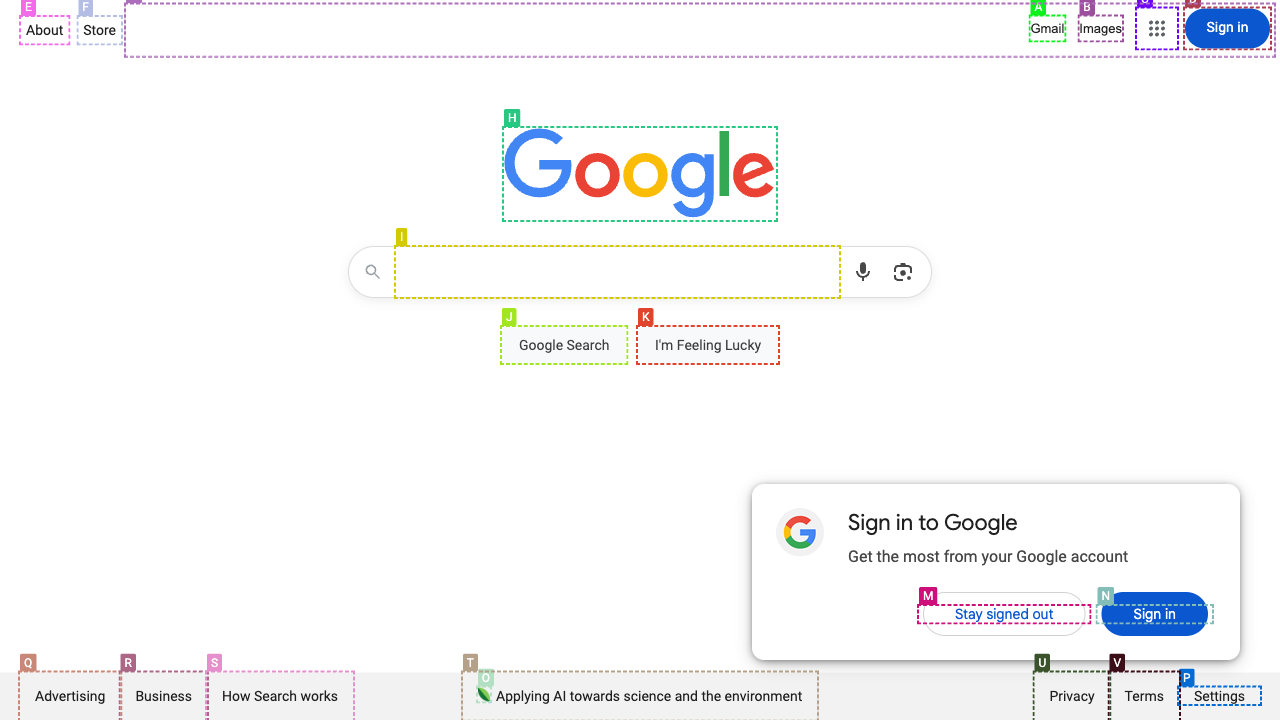 E
F
A
B
About
Store
Gmail
Images
Sign in
H
Google
I
J
K
Google Search
I'm Feeling Lucky
Sign in to Google
Get the most from your Google account
M
N
Stay signed out
Sign in
Q
R
S
T
O
U
V
P
Advertising
Business
How Search works
Applying AI towards science and the environment
Privacy
Terms
Settings